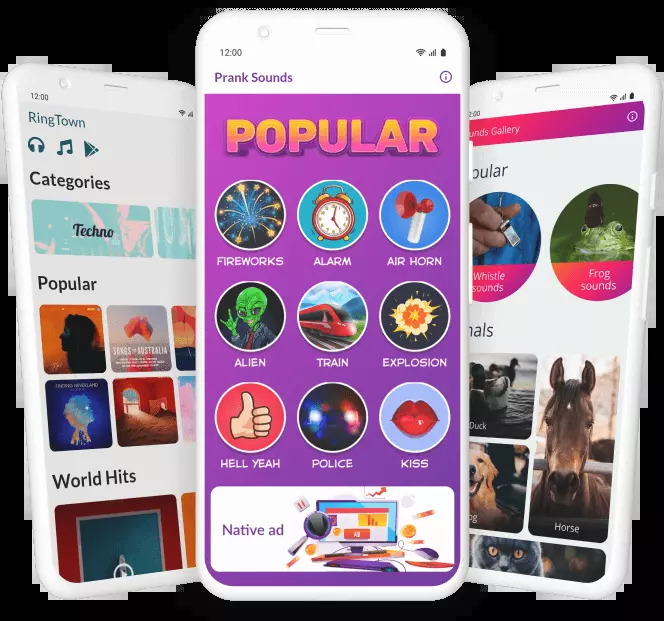 12:00
RingTown
Categories
Techno
Popular
SONGS OF AUSTRALIA
FINDING NEVERLAND
World Hits
12:00
Prank Sounds
POPULAR
FIREWORKS
ALARM
AIR HORN
ALIEN
TRAIN
EXPLOSION
HELL YEAH
POLICE
KISS
Native ad
AD
2:00
unds Gallery
pular
Whistle
sounds
Frog
sounds
nals
Duck
og
Horse